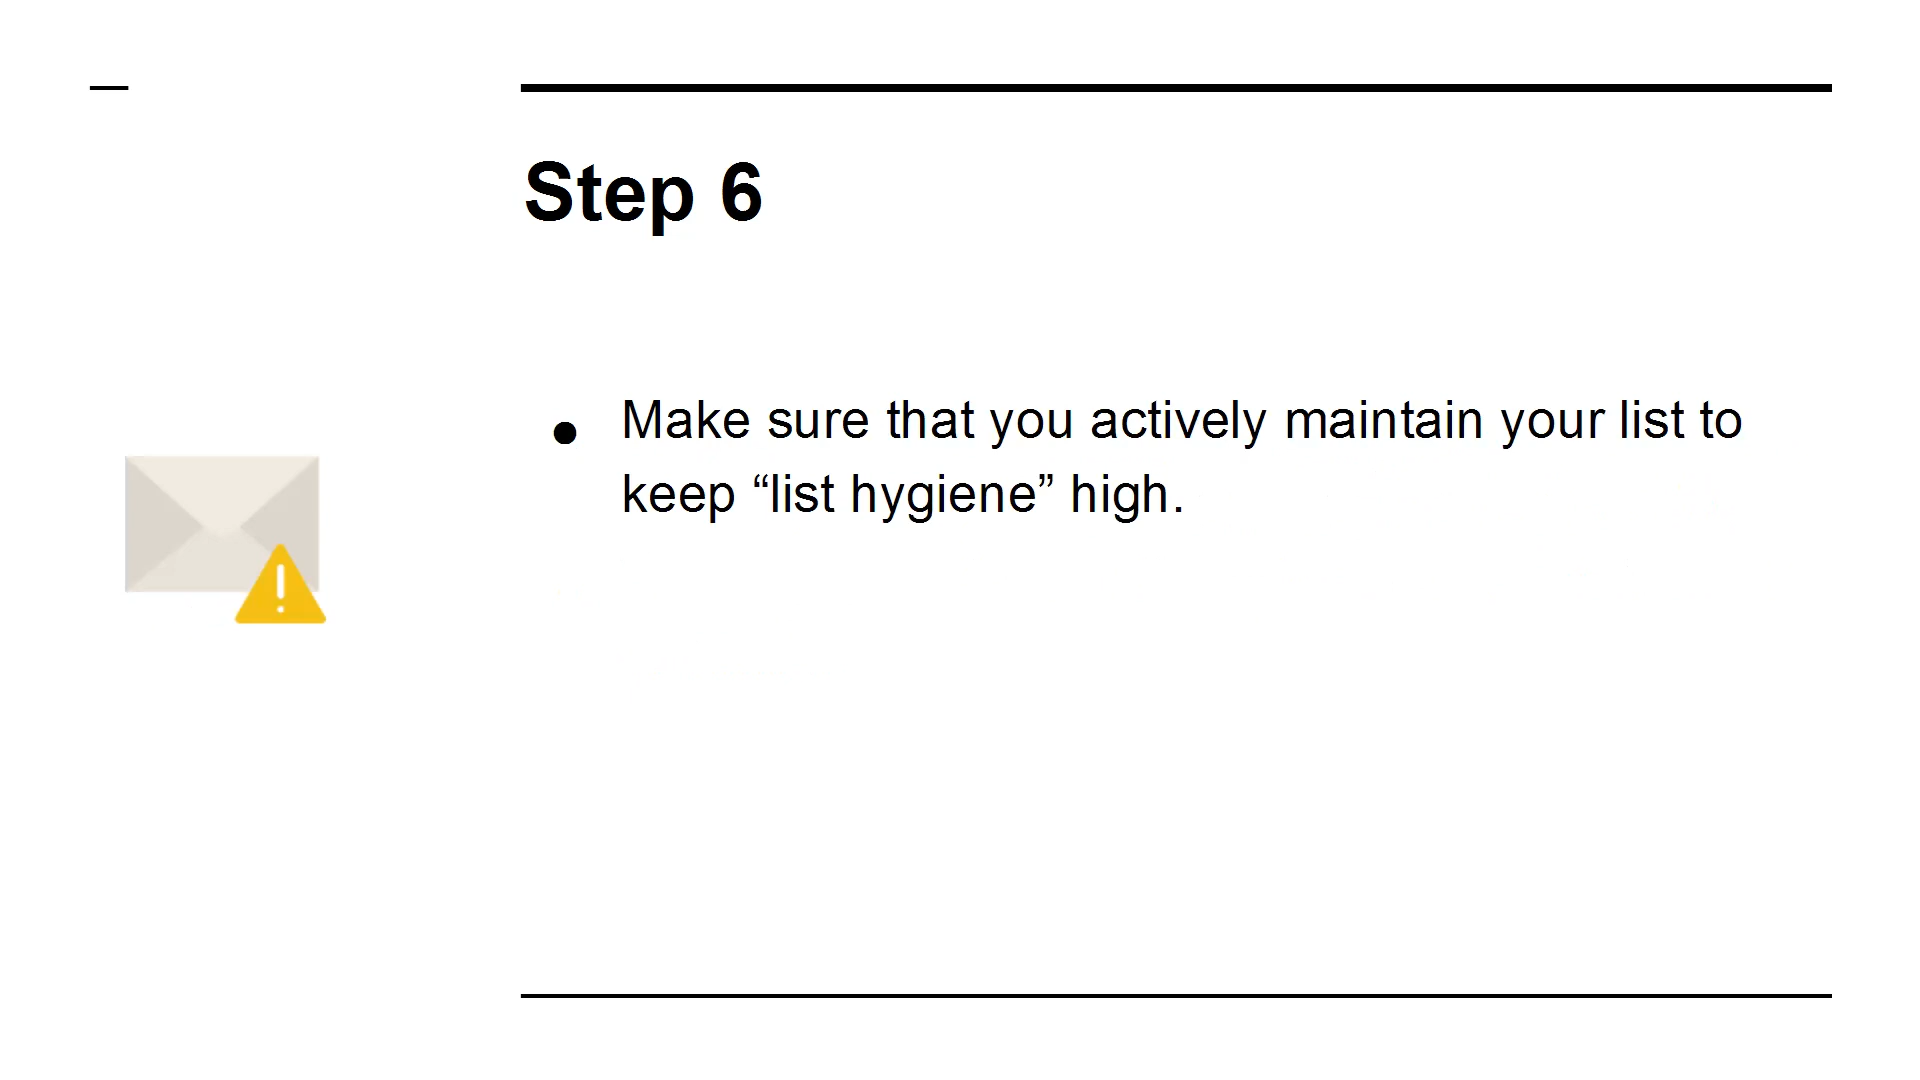 Step 6
● Make sure that you actively maintain your list to
keep “list hygiene” high.